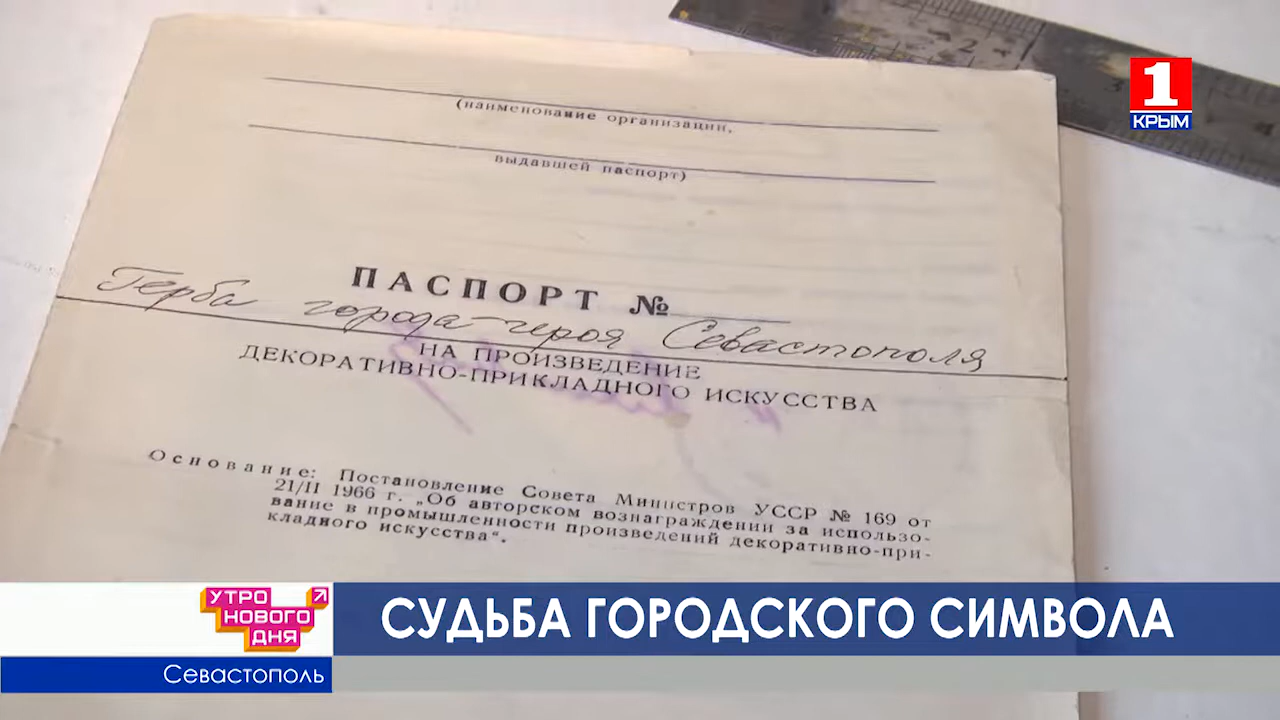 1
КРЫМ
(наименование организации,
выдавшей паспорт)
ПАСПОРТ №
Герба города-героя Севастополя
НА ПРОИЗВЕДЕНИЕ
ДЕКОРАТИВНО-ПРИКЛАДНОГО ИСКУССТВА
Основание: Постановление Совета Министров УССР № 169 от
21/II 1966 г. „Об авторском вознаграждении за использо-
вание в промышленности произведений декоративно-при-
кладного искусства“.
УТРО
НОВОГО
ДНЯ
СУДЬБА ГОРОДСКОГО СИМВОЛА
Севастополь